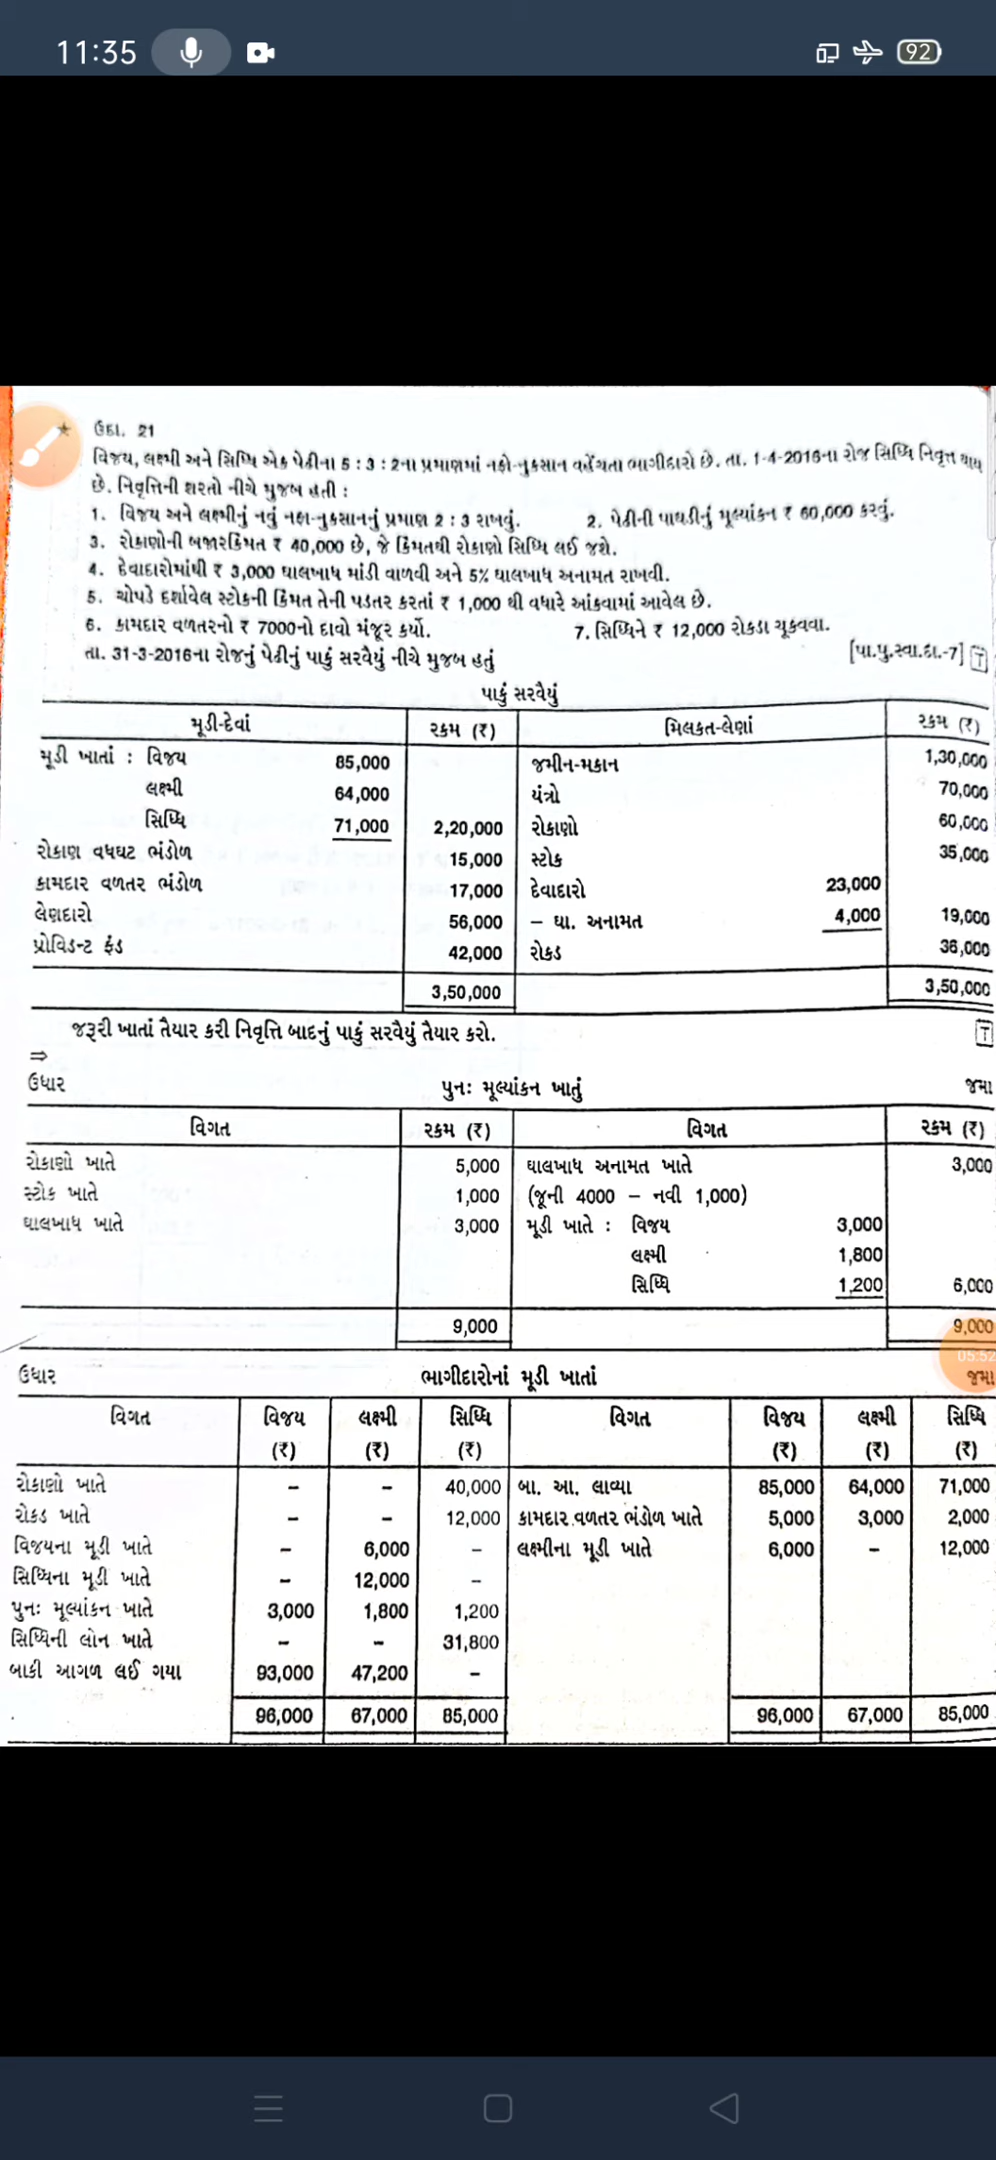 11:35
92
ઉદા. 21
વિજય, લક્ષ્મી અને સિધ્ધિ એક પેઢીના 5 : 3 : 2ના પ્રમાણમાં નફો-નુકસાન વહેંચતા ભાગીદારો છે. તા. 1-4-2016ના રોજ સિધ્ધિ નિવૃત્ત થાય
છે. નિવૃત્તિની શરતો નીચે મુજબ હતી :
1. વિજય અને લક્ષ્મીનું નવું નફા-નુકસાનનું પ્રમાણ 2 : 3 રાખવું. 2. પેઢીની પાઘડીનું મૂલ્યાંકન ₹ 60,000 કરવું.
3. રોકાણોની બજારકિંમત ₹ 40,000 છે, જે કિંમતથી રોકાણો સિધ્ધિ લઈ જશે.
4. દેવાદારોમાંથી ₹ 3,000 ઘાલખાધ માંડી વાળવી અને 5% ઘાલખાધ અનામત રાખવી.
5. ચોપડે દર્શાવેલ સ્ટોકની કિંમત તેની પડતર કરતાં ₹ 1,000 થી વધારે આંકવામાં આવેલ છે.
6. કામદાર વળતરનો ₹ 7000નો દાવો મંજૂર કર્યો. 7. સિધ્ધિને ₹ 12,000 રોકડા ચૂકવવા.
તા. 31-3-2016ના રોજનું પેઢીનું પાકું સરવૈયું નીચે મુજબ હતું [પા.પુ.સ્વા.દા.-7] T
પાકું સરવૈયું
મૂડી-દેવાં રકમ (₹) મિલકત-લેણાં રકમ (₹)
મૂડી ખાતાં : વિજય 85,000 જમીન-મકાન 1,30,000
લક્ષ્મી 64,000 યંત્રો 70,000
સિધ્ધિ 71,000 2,20,000 રોકાણો 60,000
રોકાણ વધઘટ ભંડોળ 15,000 સ્ટોક 35,000
કામદાર વળતર ભંડોળ 17,000 દેવાદારો 23,000
લેણદારો 56,000 – ઘા. અનામત 4,000 19,000
પ્રોવિડન્ટ ફંડ 42,000 રોકડ 36,000
3,50,000 3,50,000
જરૂરી ખાતાં તૈયાર કરી નિવૃત્તિ બાદનું પાકું સરવૈયું તૈયાર કરો. T
⇒
ઉધાર પુનઃ મૂલ્યાંકન ખાતું જમા
વિગત રકમ (₹) વિગત રકમ (₹)
રોકાણો ખાતે 5,000 ઘાલખાધ અનામત ખાતે 3,000
સ્ટોક ખાતે 1,000 (જૂની 4000 – નવી 1,000)
ઘાલખાધ ખાતે 3,000 મૂડી ખાતે : વિજય 3,000
લક્ષ્મી 1,800
સિધ્ધિ 1,200 6,000
9,000 9,000
05:52
ઉધાર ભાગીદારોનાં મૂડી ખાતાં જમા
વિગત વિજય લક્ષ્મી સિધ્ધિ વિગત વિજય લક્ષ્મી સિધ્ધિ
(₹) (₹) (₹) (₹) (₹) (₹)
રોકાણો ખાતે – – 40,000 બા. આ. લાવ્યા 85,000 64,000 71,000
રોકડ ખાતે – – 12,000 કામદાર વળતર ભંડોળ ખાતે 5,000 3,000 2,000
વિજયના મૂડી ખાતે – 6,000 – લક્ષ્મીના મૂડી ખાતે 6,000 – 12,000
સિધ્ધિના મૂડી ખાતે – 12,000 –
પુનઃ મૂલ્યાંકન ખાતે 3,000 1,800 1,200
સિધ્ધિની લોન ખાતે – – 31,800
બાકી આગળ લઈ ગયા 93,000 47,200 –
96,000 67,000 85,000 96,000 67,000 85,000